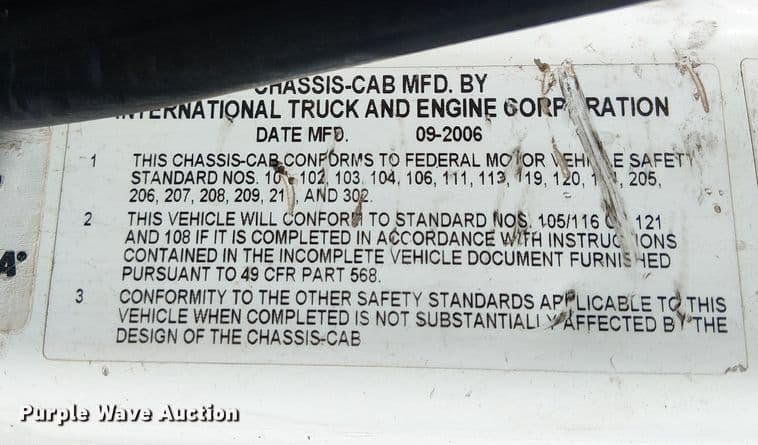 CHASSIS-CAB MFD. BY
INTERNATIONAL TRUCK AND ENGINE CORPORATION
DATE MFD. 09-2006
1 THIS CHASSIS-CAB CONFORMS TO FEDERAL MOTOR VEHICLE SAFETY
STANDARD NOS. 102, 103, 104, 106, 111, 113, 119, 120, 205,
206, 207, 208, 209, AND 302.
2 THIS VEHICLE WILL CONFORM TO STANDARD NOS. 105/116 OR 121
AND 108 IF IT IS COMPLETED IN ACCORDANCE WITH INSTRUCTIONS
CONTAINED IN THE INCOMPLETE VEHICLE DOCUMENT FURNISHED
PURSUANT TO 49 CFR PART 568.
3 CONFORMITY TO THE OTHER SAFETY STANDARDS APPLICABLE TO THIS
VEHICLE WHEN COMPLETED IS NOT SUBSTANTIALLY AFFECTED BY THE
DESIGN OF THE CHASSIS-CAB
A®
Purple Wave Auction